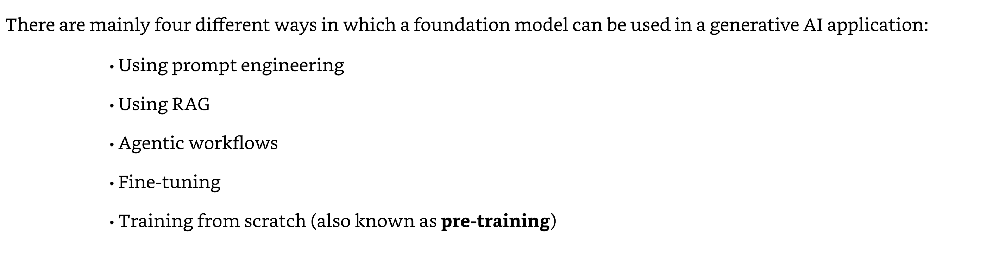 There are mainly four different ways in which a foundation model can be used in a generative AI application:
• Using prompt engineering
• Using RAG
• Agentic workflows
• Fine-tuning
• Training from scratch (also known as pre-training)